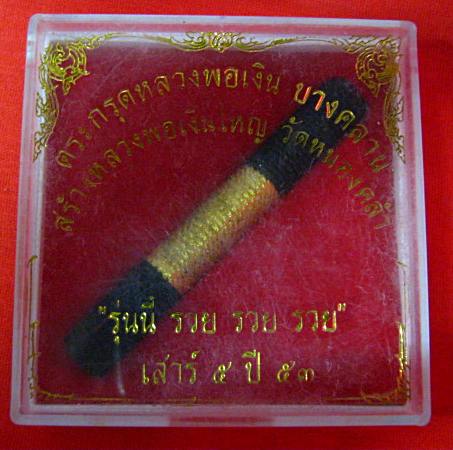 ตระกรุดหลวงพ่อเงิน บางคลาน
สร้างหลวงพ่อเงินใหญ่ วัดหนองคล้า
"รุ่นนี้ รวย รวย รวย"
เสาร์ ๕ ปี ๕๓